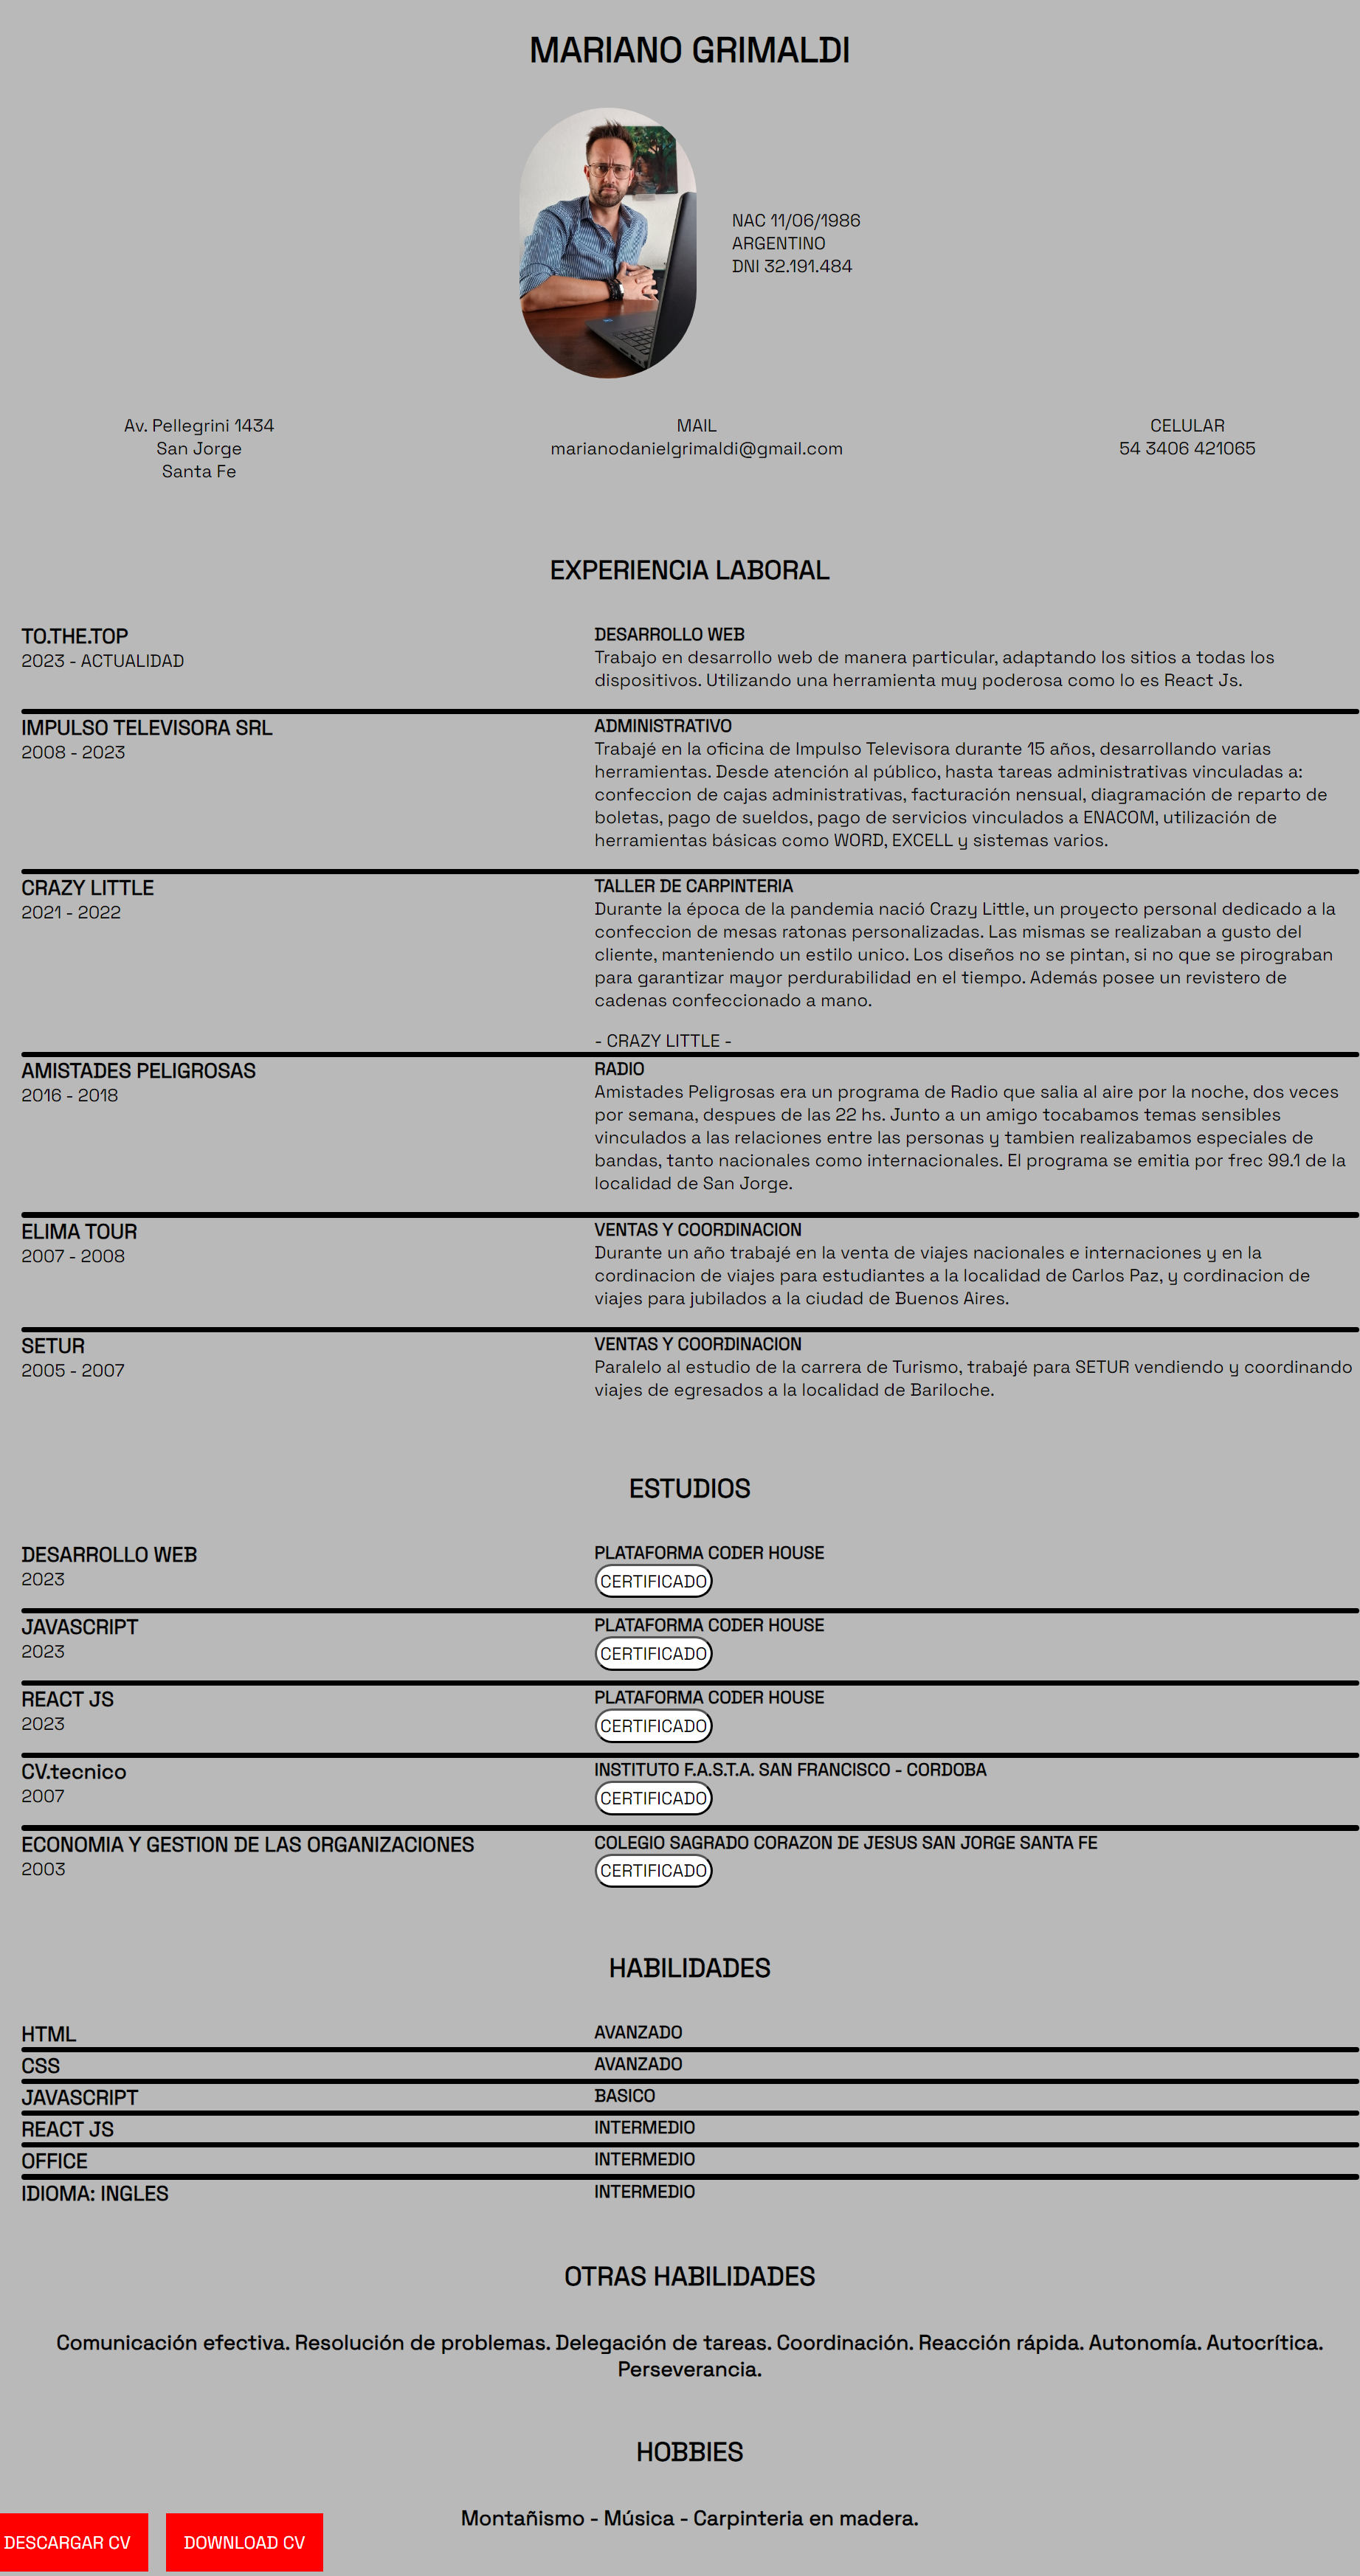 MARIANO GRIMALDI
NAC 11/06/1986
ARGENTINO
DNI 32.191.484
Av. Pellegrini 1434
San Jorge
Santa Fe
MAIL
marianodanielgrimaldi@gmail.com
CELULAR
54 3406 421065
EXPERIENCIA LABORAL
TO.THE.TOP
2023 - ACTUALIDAD
DESARROLLO WEB
Trabajo en desarrollo web de manera particular, adaptando los sitios a todas los
dispositivos. Utilizando una herramienta muy poderosa como lo es React Js.
IMPULSO TELEVISORA SRL
2008 - 2023
ADMINISTRATIVO
Trabajé en la oficina de Impulso Televisora durante 15 años, desarrollando varias
herramientas. Desde atención al público, hasta tareas administrativas vinculadas a:
confeccion de cajas administrativas, facturación nensual, diagramación de reparto de
boletas, pago de sueldos, pago de servicios vinculados a ENACOM, utilización de
herramientas básicas como WORD, EXCELL y sistemas varios.
CRAZY LITTLE
2021 - 2022
TALLER DE CARPINTERIA
Durante la época de la pandemia nació Crazy Little, un proyecto personal dedicado a la
confeccion de mesas ratonas personalizadas. Las mismas se realizaban a gusto del
cliente, manteniendo un estilo unico. Los diseños no se pintan, si no que se pirograban
para garantizar mayor perdurabilidad en el tiempo. Además posee un revistero de
cadenas confeccionado a mano.
- CRAZY LITTLE -
AMISTADES PELIGROSAS
2016 - 2018
RADIO
Amistades Peligrosas era un programa de Radio que salia al aire por la noche, dos veces
por semana, despues de las 22 hs. Junto a un amigo tocabamos temas sensibles
vinculados a las relaciones entre las personas y tambien realizabamos especiales de
bandas, tanto nacionales como internacionales. El programa se emitia por frec 99.1 de la
localidad de San Jorge.
ELIMA TOUR
2007 - 2008
VENTAS Y COORDINACION
Durante un año trabajé en la venta de viajes nacionales e internaciones y en la
cordinacion de viajes para estudiantes a la localidad de Carlos Paz, y cordinacion de
viajes para jubilados a la ciudad de Buenos Aires.
SETUR
2005 - 2007
VENTAS Y COORDINACION
Paralelo al estudio de la carrera de Turismo, trabajé para SETUR vendiendo y coordinando
viajes de egresados a la localidad de Bariloche.
ESTUDIOS
DESARROLLO WEB
2023
PLATAFORMA CODER HOUSE
CERTIFICADO
JAVASCRIPT
2023
PLATAFORMA CODER HOUSE
CERTIFICADO
REACT JS
2023
PLATAFORMA CODER HOUSE
CERTIFICADO
CV.tecnico
2007
INSTITUTO F.A.S.T.A. SAN FRANCISCO - CORDOBA
CERTIFICADO
ECONOMIA Y GESTION DE LAS ORGANIZACIONES
2003
COLEGIO SAGRADO CORAZON DE JESUS SAN JORGE SANTA FE
CERTIFICADO
HABILIDADES
HTML
AVANZADO
CSS
AVANZADO
JAVASCRIPT
BASICO
REACT JS
INTERMEDIO
OFFICE
INTERMEDIO
IDIOMA: INGLES
INTERMEDIO
OTRAS HABILIDADES
Comunicación efectiva. Resolución de problemas. Delegación de tareas. Coordinación. Reacción rápida. Autonomía. Autocrítica.
Perseverancia.
HOBBIES
Montañismo - Música - Carpinteria en madera.
DESCARGAR CV
DOWNLOAD CV